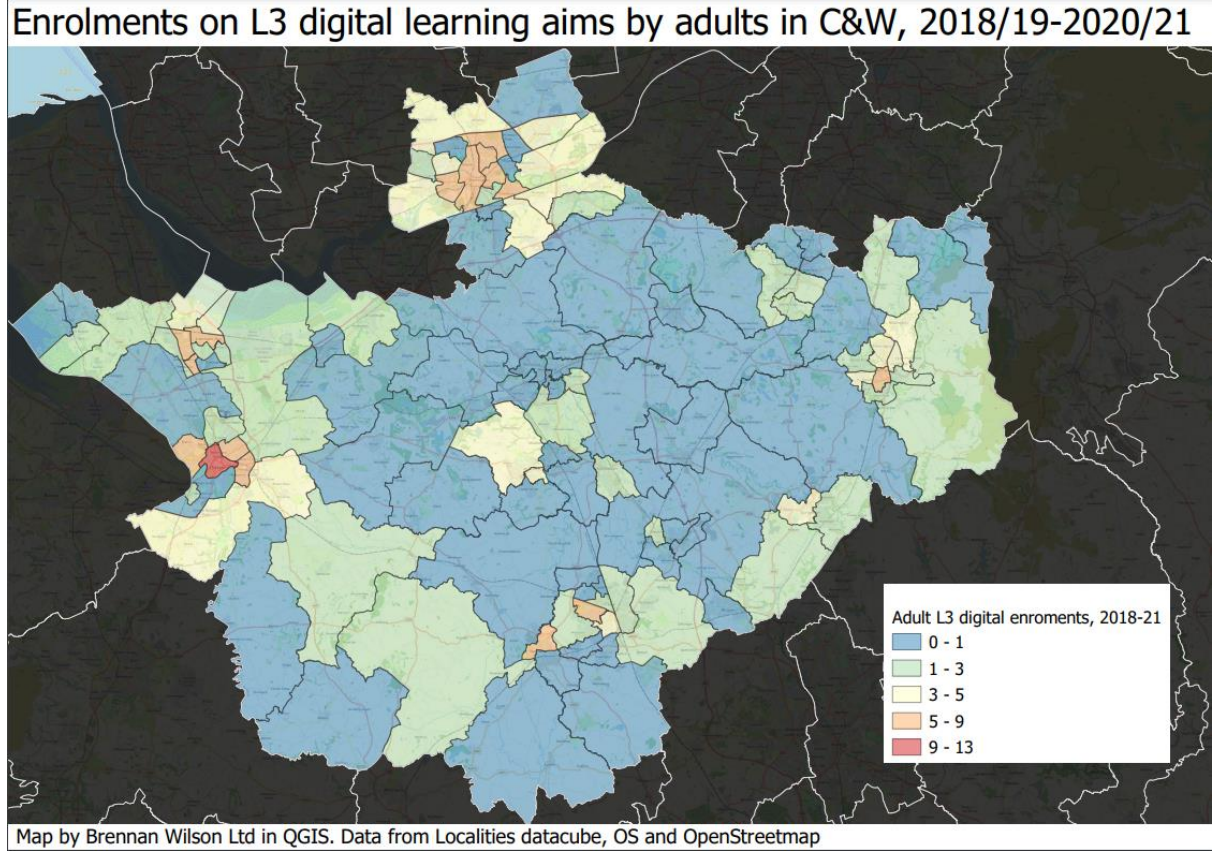 Enrolments on L3 digital learning aims by adults in C&W, 2018/19-2020/21
Adult L3 digital enroments, 2018-21
0 - 1
1 - 3
3 - 5
5 - 9
9 - 13
Map by Brennan Wilson Ltd in QGIS. Data from Localities datacube, OS and OpenStreetmap